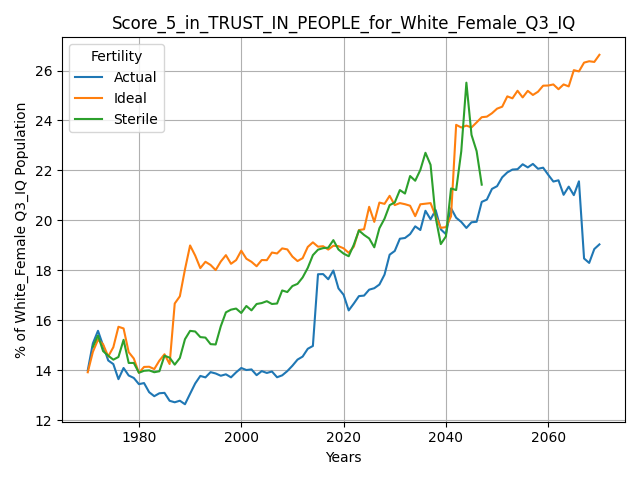 Score_5_in_TRUST_IN_PEOPLE_for_White_Female_Q3_IQ
Fertility
Actual
Ideal
Sterile
% of White_Female Q3_IQ Population
26
24
22
20
18
16
14
12
1980
2000
2020
2040
2060
Years